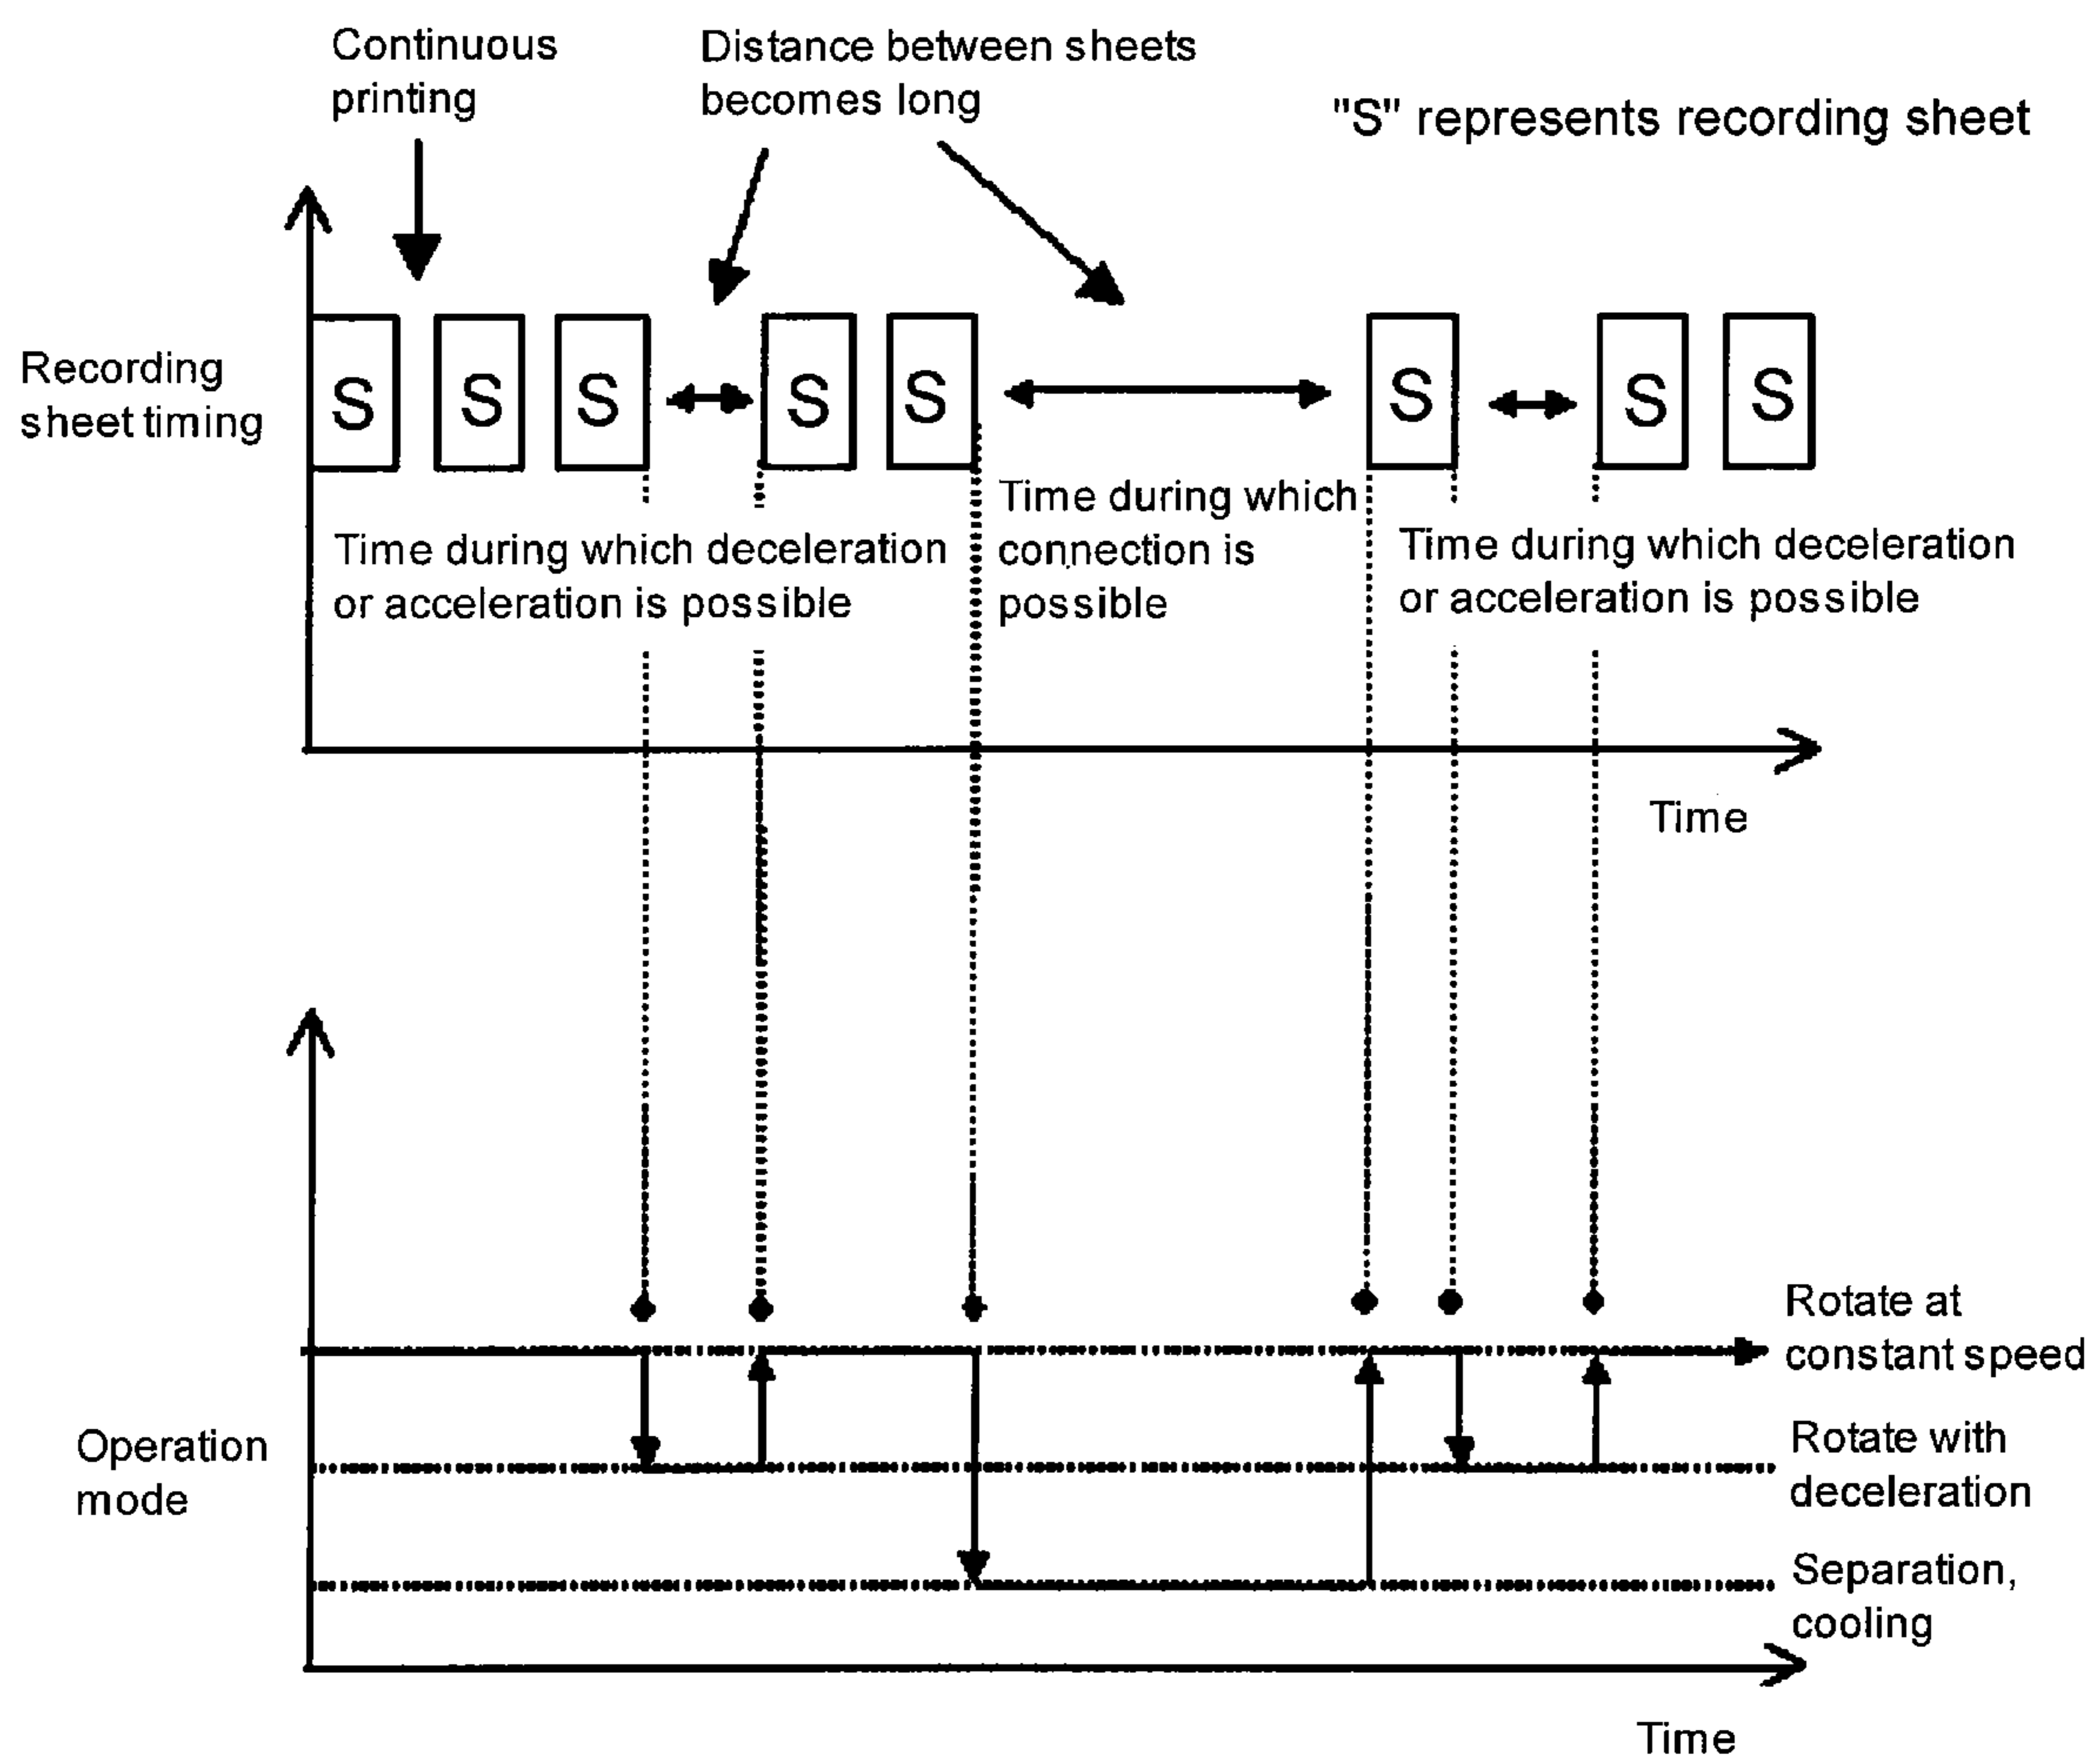 Continuous
printing
Distance between sheets
becomes long
"S" represents recording sheet
Recording
sheet timing
S S S S S S S S
Time during which deceleration
or acceleration is possible
Time during which
connection is
possible
Time during which deceleration
or acceleration is possible
Time
Operation
mode
Rotate at
constant speed
Rotate with
deceleration
Separation,
cooling
Time